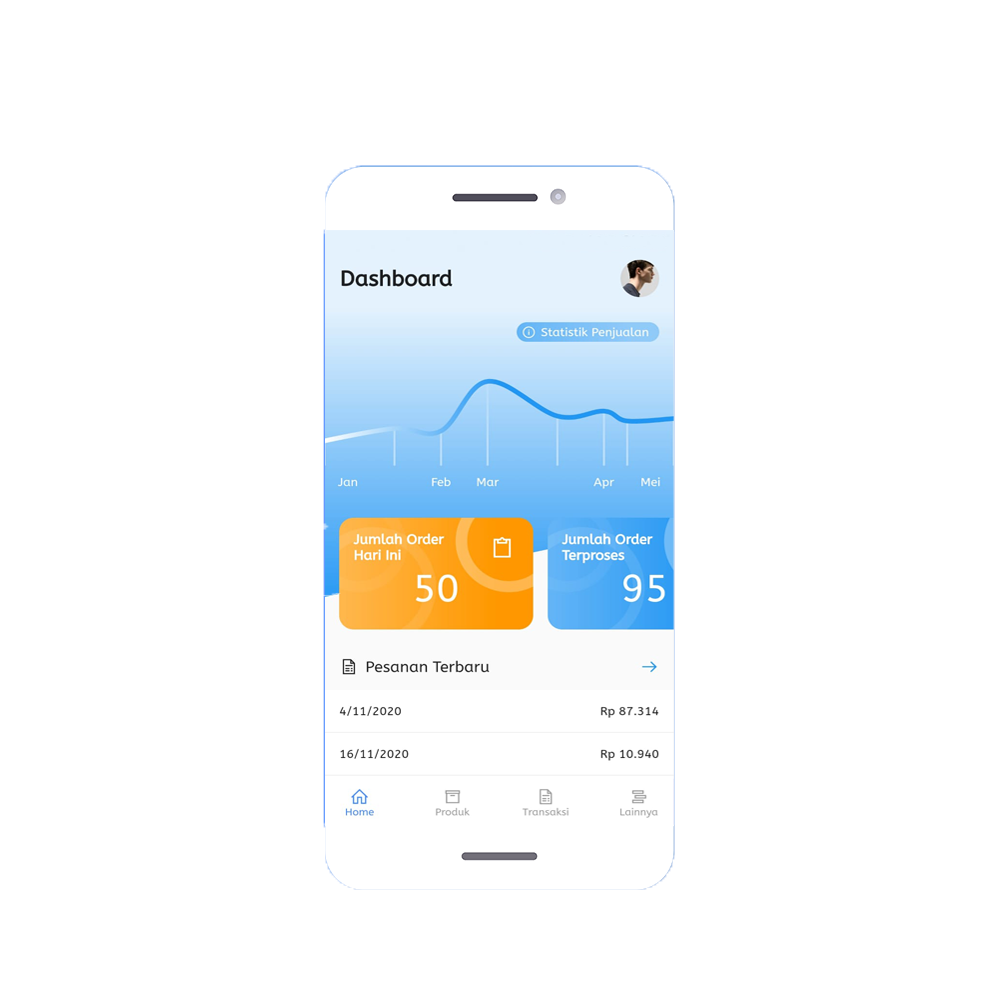 Dashboard
Statistik Penjualan
Jan Feb Mar Apr Mei
Jumlah Order
Hari Ini
50
Jumlah Order
Terproses
95
Pesanan Terbaru
4/11/2020 Rp 87.314
16/11/2020 Rp 10.940
Home Produk Transaksi Lainnya